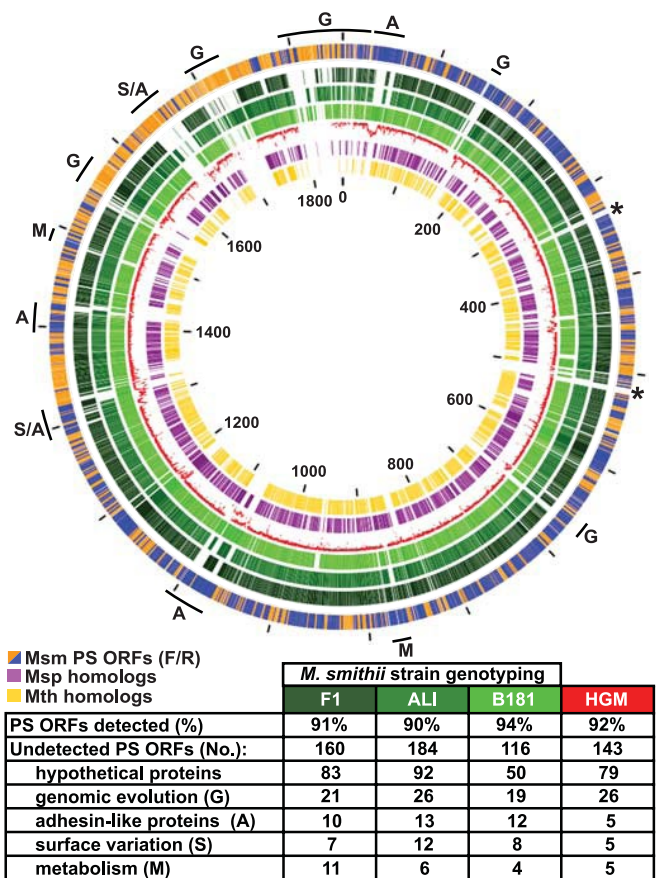 G
A
G
S/A
G
G
M
A
S/A
A
M
G
*
*
1800
0
200
400
600
800
1000
1200
1400
1600
Msm PS ORFs (F/R)
Msp homologs
Mth homologs
M. smithii strain genotyping
F1 ALI B181 HGM
PS ORFs detected (%) 91% 90% 94% 92%
Undetected PS ORFs (No.): 160 184 116 143
hypothetical proteins 83 92 50 79
genomic evolution (G) 21 26 19 26
adhesin-like proteins (A) 10 13 12 5
surface variation (S) 7 12 8 5
metabolism (M) 11 6 4 5